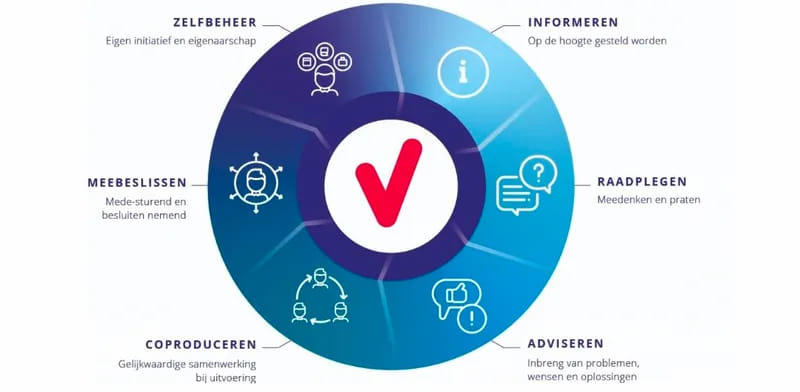 ZELFBEHEER
Eigen initiatief en eigenaarschap
INFORMEREN
Op de hoogte gesteld worden
i
MEEBESLISSEN
Mede-sturend en
besluiten nemend
?
RAADPLEGEN
Meedenken en praten
COPRODUCEREN
Gelijkwaardige samenwerking
bij uitvoering
!
ADVISEREN
Inbreng van problemen,
wensen en oplossingen